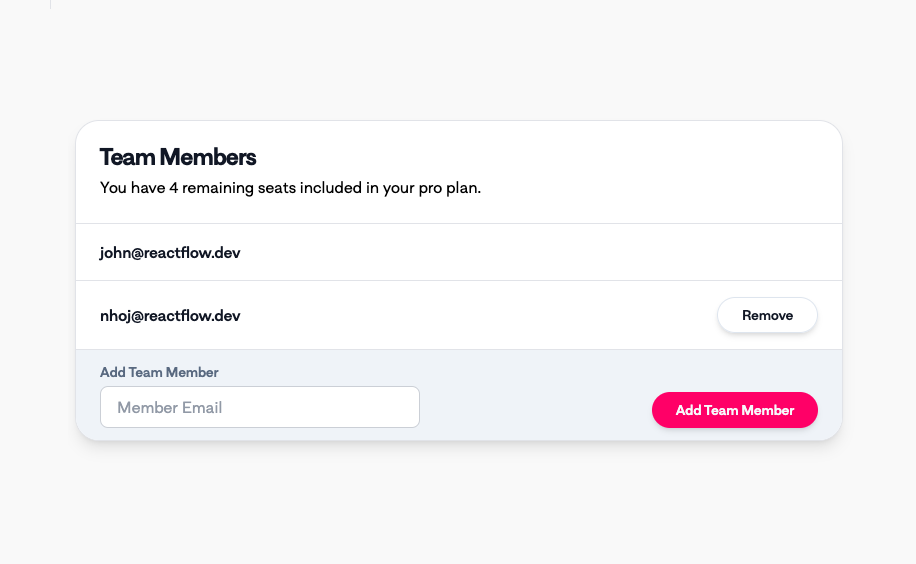 Team Members
You have 4 remaining seats included in your pro plan.
john@reactflow.dev
nhoj@reactflow.dev
Remove
Add Team Member
Member Email
Add Team Member